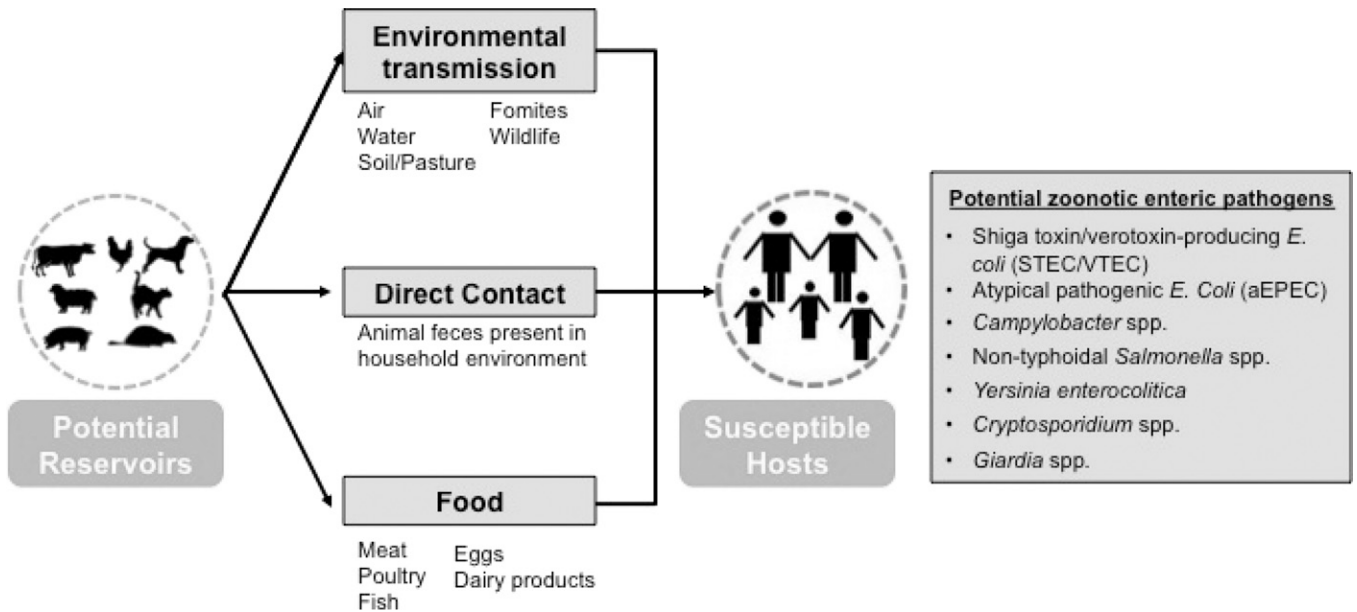 Environmental
transmission
Air
Water
Soil/Pasture
Fomites
Wildlife
Direct Contact
Animal feces present in
household environment
Food
Meat
Poultry
Fish
Eggs
Dairy products
Potential
Reservoirs
Susceptible
Hosts
Potential zoonotic enteric pathogens
• Shiga toxin/verotoxin-producing E.
coli (STEC/VTEC)
• Atypical pathogenic E. Coli (aEPEC)
• Campylobacter spp.
• Non-typhoidal Salmonella spp.
• Yersinia enterocolitica
• Cryptosporidium spp.
• Giardia spp.